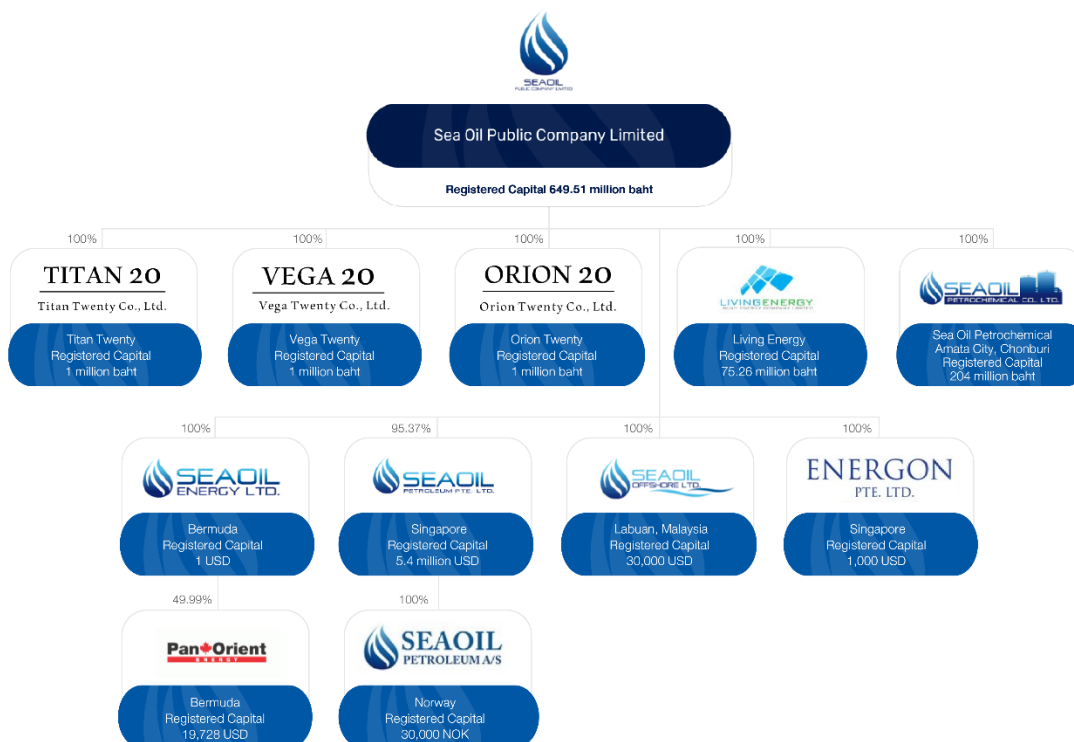 SEAOIL
PUBLIC COMPANY LIMITED
Sea Oil Public Company Limited
Registered Capital 649.51 million baht
100%
100%
100%
100%
100%
TITAN 20
Titan Twenty Co., Ltd.
Titan Twenty
Registered Capital
1 million baht
VEGA 20
Vega Twenty Co., Ltd.
Vega Twenty
Registered Capital
1 million baht
ORION 20
Orion Twenty Co., Ltd.
Orion Twenty
Registered Capital
1 million baht
LIVINGENERGY
COMPANY LIMITED
Living Energy
Registered Capital
75.26 million baht
SEAOIL
PETROCHEMICAL CO. LTD.
Sea Oil Petrochemical
Amata City, Chonburi
Registered Capital
204 million baht
100%
95.37%
100%
100%
SEAOIL
ENERGY LTD.
Bermuda
Registered Capital
1 USD
SEAOIL
PETROLEUM PTE. LTD.
Singapore
Registered Capital
5.4 million USD
SEAOIL
OFFSHORE LTD.
Labuan, Malaysia
Registered Capital
30,000 USD
ENERGON
PTE. LTD.
Singapore
Registered Capital
1,000 USD
49.99%
100%
Pan Orient
ENERGY
Bermuda
Registered Capital
19,728 USD
SEAOIL
PETROLEUM A/S
Norway
Registered Capital
30,000 NOK